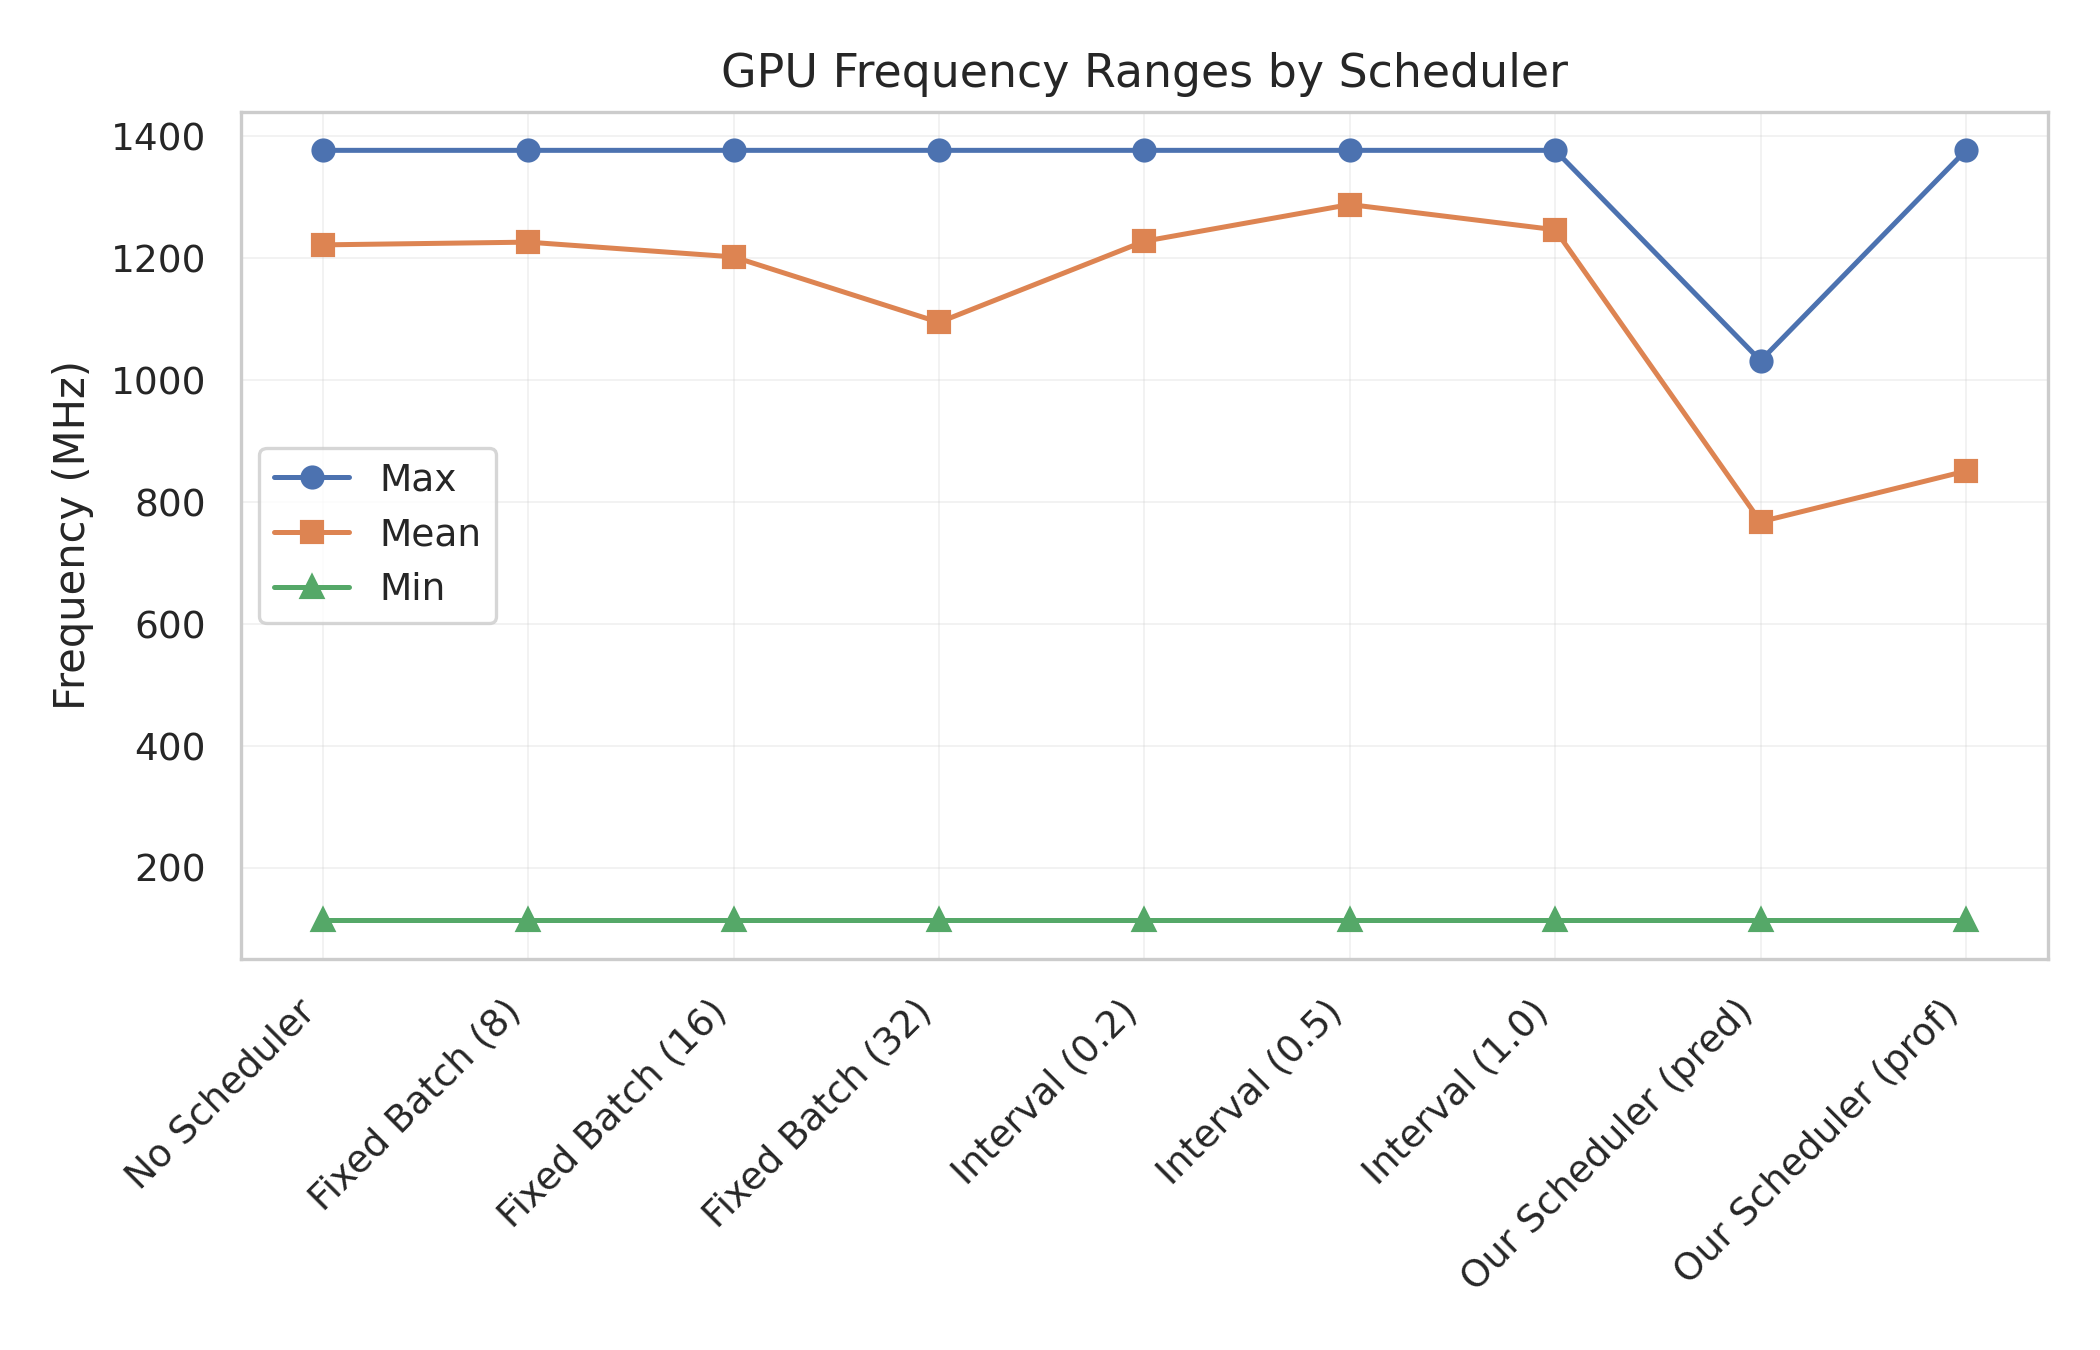 GPU Frequency Ranges by Scheduler
Frequency (MHz)
1400
1200
1000
800
600
400
200
Max
Mean
Min
No Scheduler
Fixed Batch (8)
Fixed Batch (16)
Fixed Batch (32)
Interval (0.2)
Interval (0.5)
Interval (1.0)
Our Scheduler (pred)
Our Scheduler (prof)